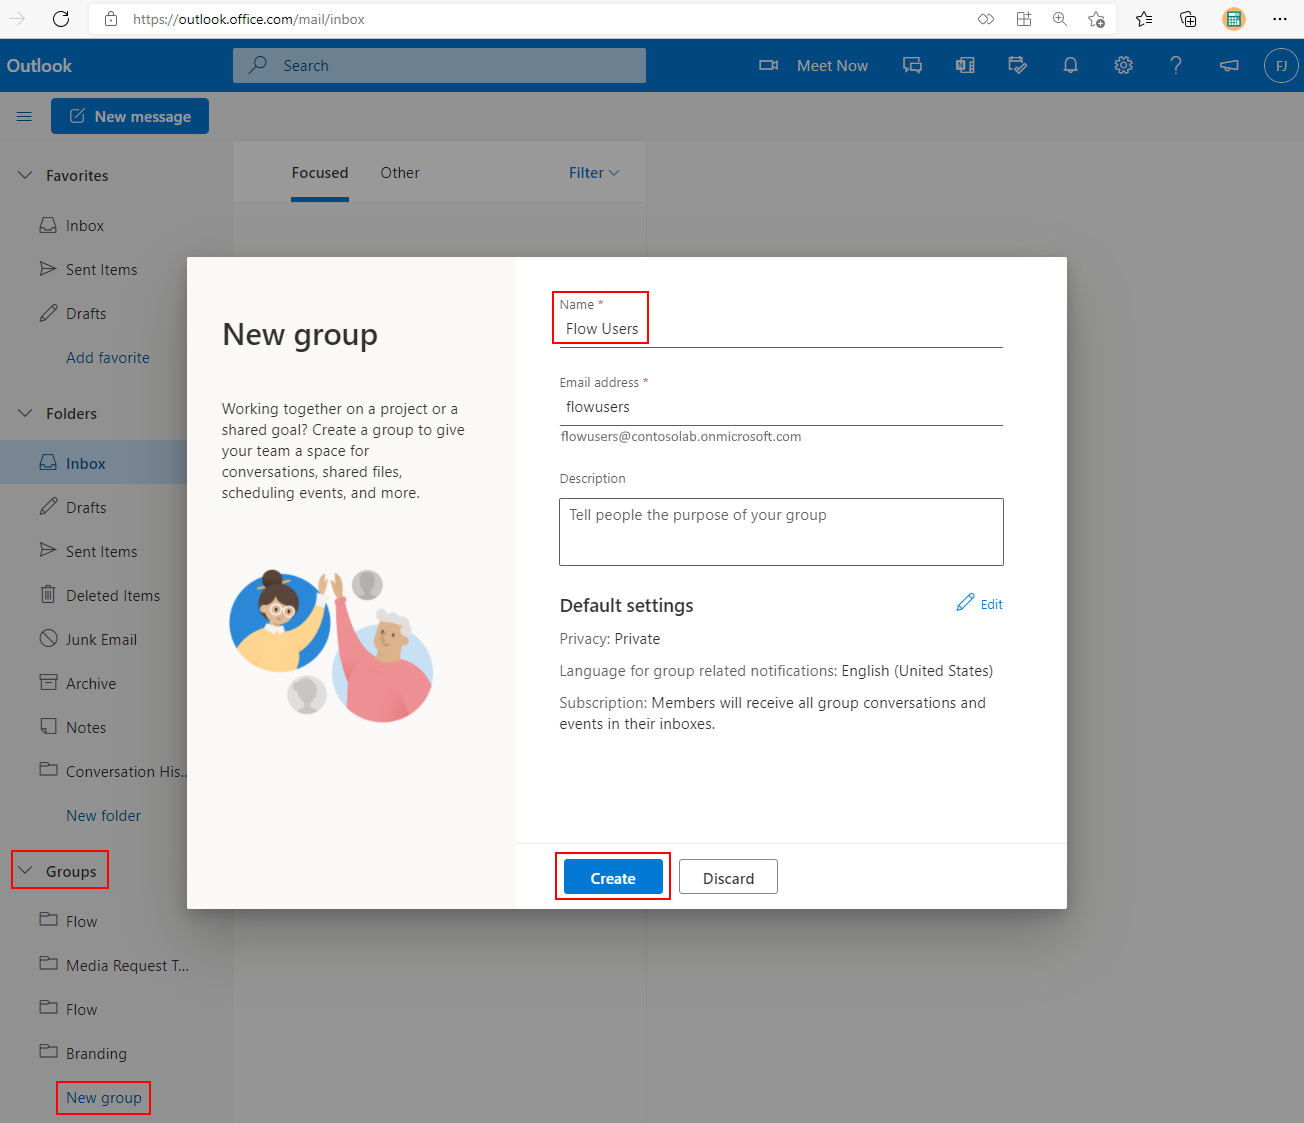 https://outlook.office.com/mail/inbox
Outlook
Search
Meet Now
FJ
New message
Favorites
Inbox
Sent Items
Drafts
Add favorite
Folders
Inbox
Drafts
Sent Items
Deleted Items
Junk Email
Archive
Notes
Conversation His...
New folder
Groups
Flow
Media Request T...
Flow
Branding
New group
Focused
Other
Filter
New group
Working together on a project or a
shared goal? Create a group to give
your team a space for
conversations, shared files,
scheduling events, and more.
Name *
Flow Users
Email address *
flowusers
flowusers@contosolab.onmicrosoft.com
Description
Tell people the purpose of your group
Default settings
Edit
Privacy: Private
Language for group related notifications: English (United States)
Subscription: Members will receive all group conversations and
events in their inboxes.
Create
Discard